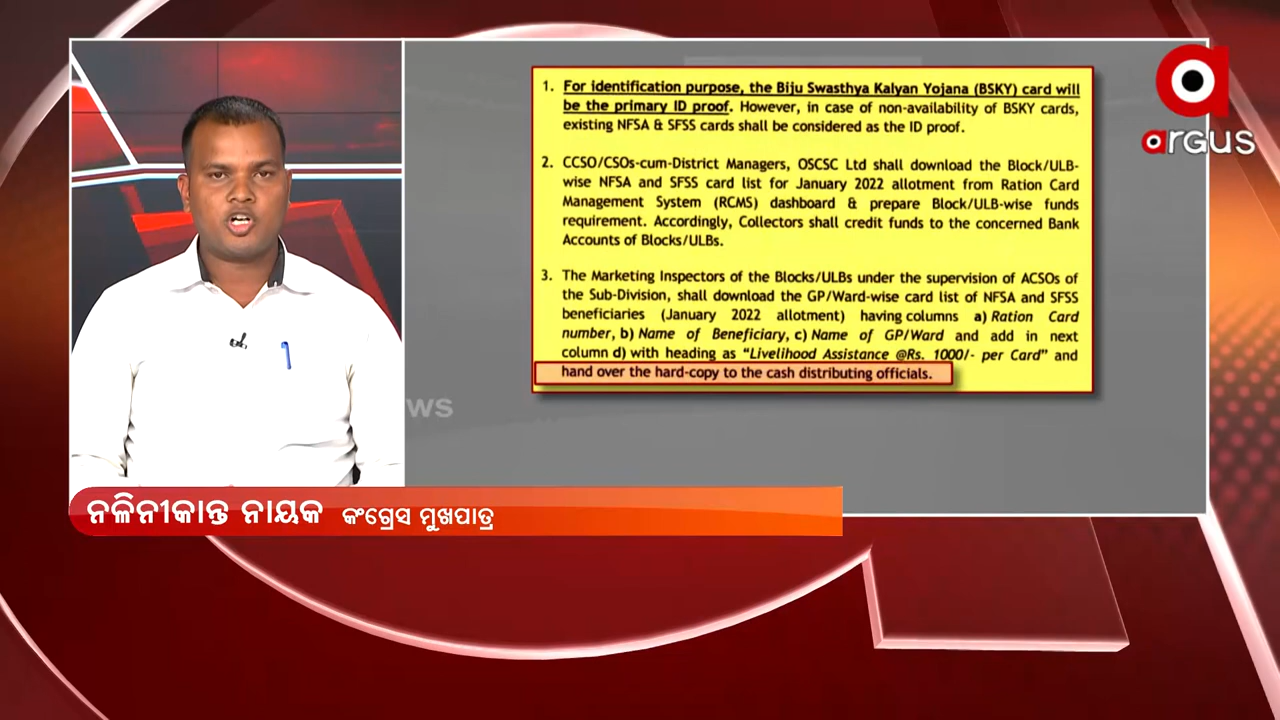 1. For identification purpose, the Biju Swasthya Kalyan Yojana (BSKY) card will
be the primary ID proof. However, in case of non-availability of BSKY cards,
existing NFSA & SFSS cards shall be considered as the ID proof.
2. CCSO/CSOs-cum-District Managers, OSCSC Ltd shall download the Block/ULB-
wise NFSA and SFSS card list for January 2022 allotment from Ration Card
Management System (RCMS) dashboard & prepare Block/ULB-wise funds
requirement. Accordingly, Collectors shall credit funds to the concerned Bank
Accounts of Blocks/ULBs.
3. The Marketing Inspectors of the Blocks/ULBs under the supervision of ACSOs of
the Sub-Division, shall download the GP/Ward-wise card list of NFSA and SFSS
beneficiaries (January 2022 allotment) having columns a) Ration Card
number, b) Name of Beneficiary, c) Name of GP/Ward and add in next
column d) with heading as “Livelihood Assistance @Rs. 1000/- per Card” and
hand over the hard-copy to the cash distributing officials.
argus
ws
ନଳିନୀକାନ୍ତ ନାୟକ କଂଗ୍ରେସ ମୁଖପାତ୍ର